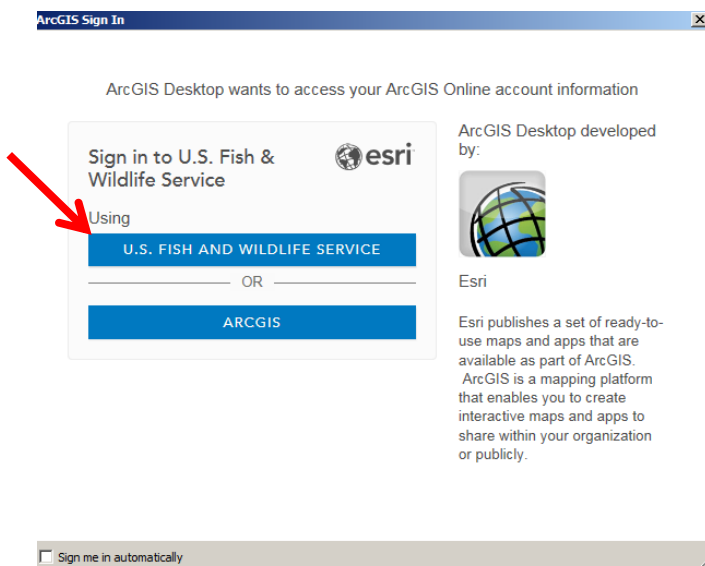 ArcGIS Sign In
ArcGIS Desktop wants to access your ArcGIS Online account information
Sign in to U.S. Fish &
Wildlife Service
esri
Using
U.S. FISH AND WILDLIFE SERVICE
OR
ARCGIS
ArcGIS Desktop developed
by:
Esri
Esri publishes a set of ready-to-
use maps and apps that are
available as part of ArcGIS.
ArcGIS is a mapping platform
that enables you to create
interactive maps and apps to
share within your organization
or publicly.
Sign me in automatically